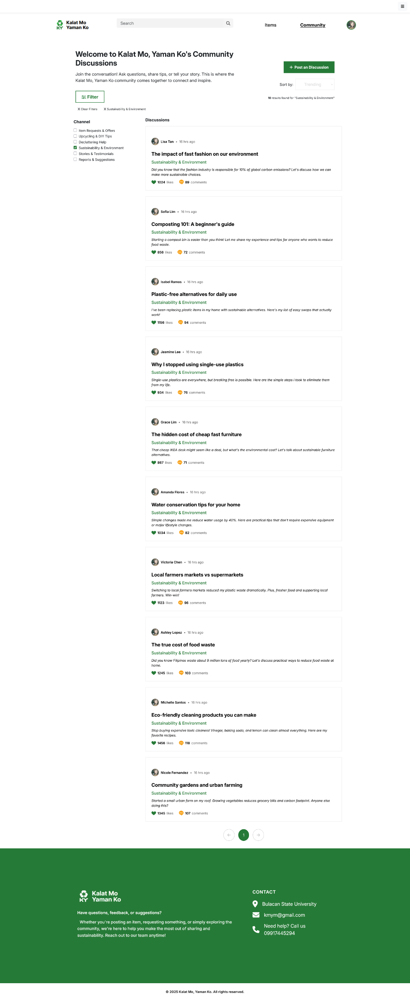 Kalat Mo
Yaman Ko
Search
Items
Community
Welcome to Kalat Mo, Yaman Ko's Community
Discussions
Join the conversation! Ask questions, share tips, or tell your story. This is where the
Kalat Mo, Yaman Ko community comes together to connect and inspire.
+ Post an Discussion
Sort by:
Trending
Filter
10 results found for "Sustainability & Environment"
X Clear Filters
X Sustainability & Environment
Channel
Item Requests & Offers
Upcycling & DIY Tips
Decluttering Help
Sustainability & Environment
Stories & Testimonials
Reports & Suggestions
Discussions
Lisa Tan • 16 hrs ago
The impact of fast fashion on our environment
Sustainability & Environment
Did you know that the fashion industry is responsible for 10% of global carbon emissions? Let's discuss how we can
make more sustainable choices.
1024 likes 89 comments
Sofia Lim • 16 hrs ago
Composting 101: A beginner's guide
Sustainability & Environment
Starting a compost bin is easier than you think! Let me share my experience and tips for anyone who wants to reduce
food waste.
856 likes 72 comments
Isabel Ramos • 16 hrs ago
Plastic-free alternatives for daily use
Sustainability & Environment
I've been replacing plastic items in my home with sustainable alternatives. Here's my list of easy swaps that actually
work!
1156 likes 94 comments
Jasmine Lee • 16 hrs ago
Why I stopped using single-use plastics
Sustainability & Environment
Single-use plastics are everywhere, but breaking free is possible. Here are the simple steps I took to eliminate them
from my life.
934 likes 76 comments
Grace Lim • 16 hrs ago
The hidden cost of cheap fast furniture
Sustainability & Environment
That cheap IKEA desk might seem like a deal, but what's the environmental cost? Let's talk about sustainable furniture
alternatives.
867 likes 71 comments
Amanda Flores • 16 hrs ago
Water conservation tips for your home
Sustainability & Environment
Simple changes made me reduce water usage by 40%. Here are practical tips that don't require expensive equipment
or major lifestyle changes.
1034 likes 82 comments
Victoria Chen • 16 hrs ago
Local farmers markets vs supermarkets
Sustainability & Environment
Switching to local farmers markets reduced my plastic waste dramatically. Plus, fresher food and supporting local
farmers. Win-win!
1123 likes 96 comments
Ashley Lopez • 16 hrs ago
The true cost of food waste
Sustainability & Environment
Did you know Filipinos waste about 9 million tons of food yearly? Let's discuss practical ways to reduce food waste at
home.
1245 likes 103 comments
Michelle Santos • 16 hrs ago
Eco-friendly cleaning products you can make
Sustainability & Environment
Stop buying expensive toxic cleaners! Vinegar, baking soda, and lemon can clean almost everything. Here are my
favorite recipes.
1456 likes 118 comments
Nicole Fernandez • 16 hrs ago
Community gardens and urban farming
Sustainability & Environment
Started a small urban farm on my roof. Growing vegetables reduces grocery bills and carbon footprint. Anyone else
doing this?
1345 likes 107 comments
1
KY
Kalat Mo
Yaman Ko
Have questions, feedback, or suggestions?
Whether you're posting an item, requesting something, or simply exploring the
community, we're here to help you make the most out of sharing and
sustainability. Reach out to our team anytime!
CONTACT
Bulacan State University
kmym@gmail.com
Need help? Call us
09917445294
© 2025 Kalat Mo, Yaman Ko. All rights reserved.